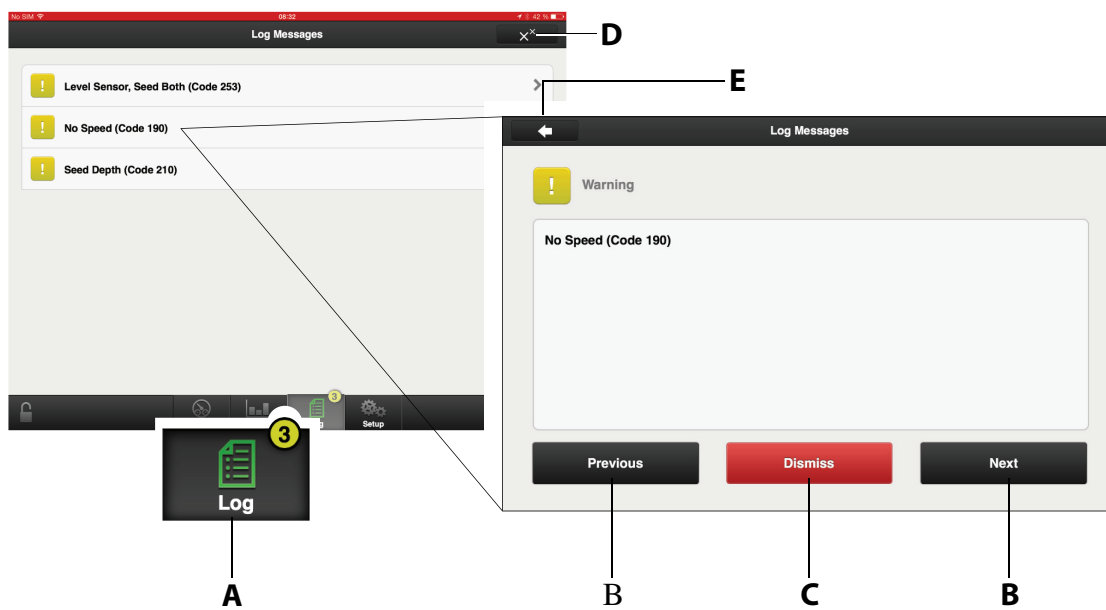 No SIM 08:32 42 %
Log Messages
D
Level Sensor, Seed Both (Code 253)
No Speed (Code 190)
Seed Depth (Code 210)
3
Setup
E
Log Messages
Warning
No Speed (Code 190)
Previous Dismiss Next
3
Log
A B C B